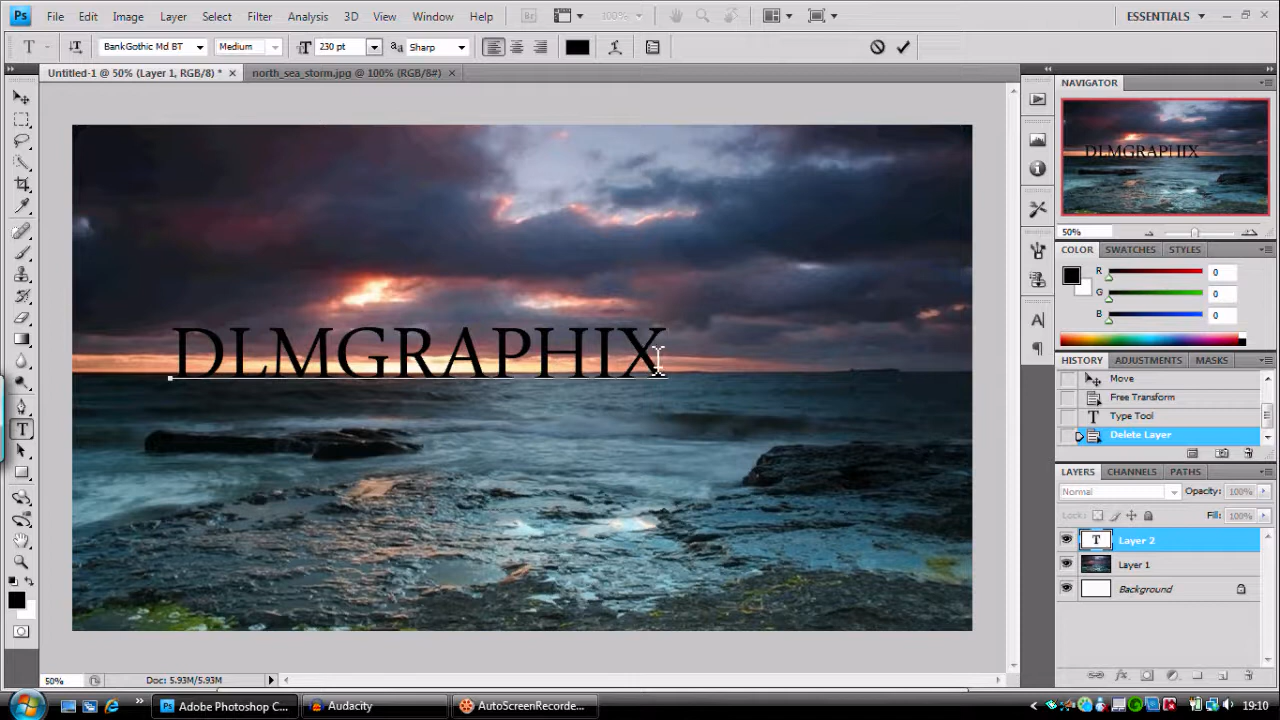 Ps File Edit Image Layer Select Filter Analysis 3D View Window Help Br 100% ESSENTIALS
T BankGothic Md BT Medium 230 pt Sharp
Untitled-1 @ 50% (Layer 1, RGB/8) * north_sea_storm.jpg @ 100% (RGB/8#)
NAVIGATOR
DLMGRAPHIX
50%
COLOR SWATCHES STYLES
R 0
G 0
B 0
DLMGRAPHIX
HISTORY ADJUSTMENTS MASKS
Move
Free Transform
Type Tool
Delete Layer
LAYERS CHANNELS PATHS
Normal Opacity: 100%
Lock: Fill: 100%
Layer 2
Layer 1
Background
50% Doc: 5.93M/5.93M
Adobe Photoshop C... Audacity AutoScreenRecorde... 19:10